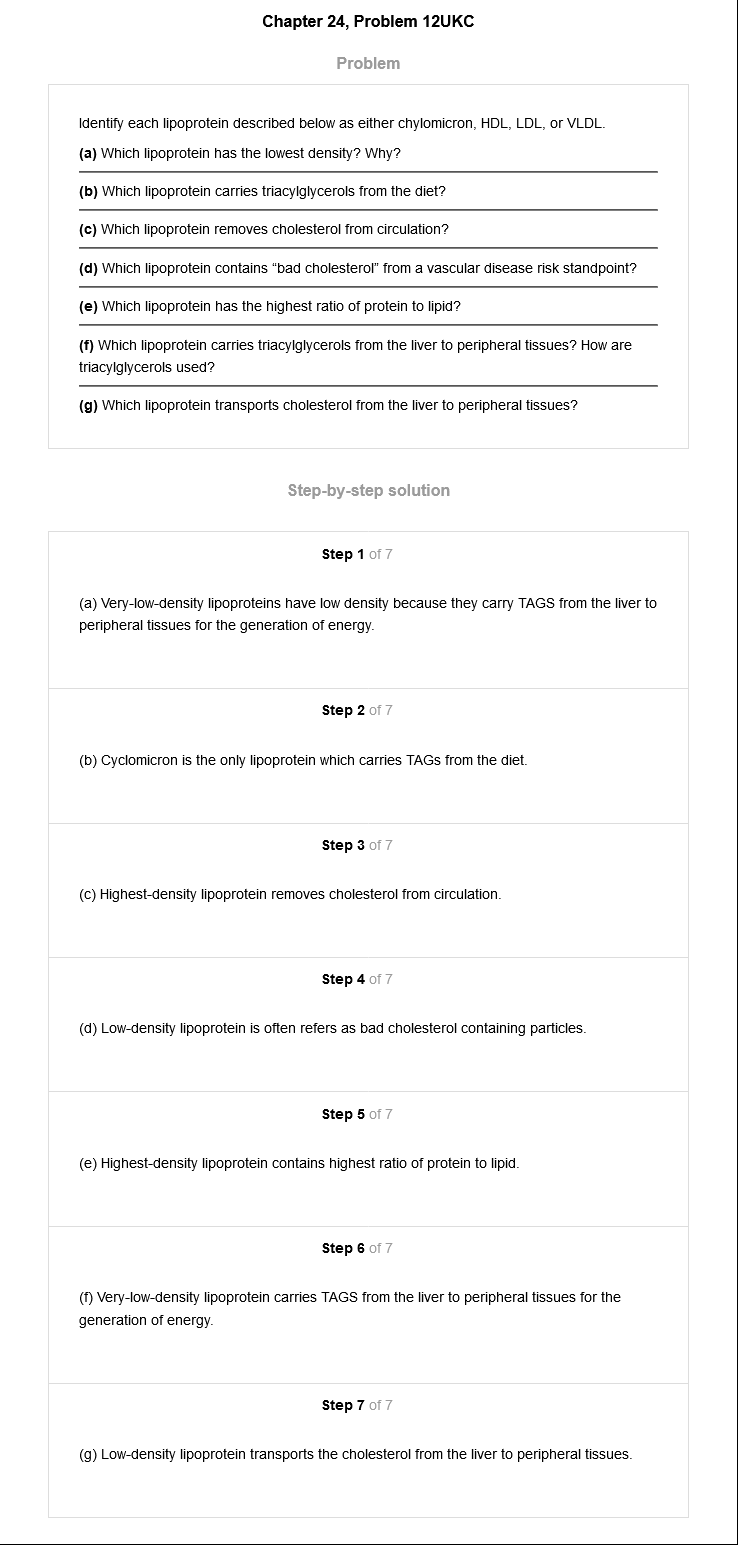 Chapter 24, Problem 12UKC
Problem
Identify each lipoprotein described below as either chylomicron, HDL, LDL, or VLDL.
(a) Which lipoprotein has the lowest density? Why?
(b) Which lipoprotein carries triacylglycerols from the diet?
(c) Which lipoprotein removes cholesterol from circulation?
(d) Which lipoprotein contains “bad cholesterol” from a vascular disease risk standpoint?
(e) Which lipoprotein has the highest ratio of protein to lipid?
(f) Which lipoprotein carries triacylglycerols from the liver to peripheral tissues? How are
triacylglycerols used?
(g) Which lipoprotein transports cholesterol from the liver to peripheral tissues?
Step-by-step solution
Step 1 of 7
(a) Very-low-density lipoproteins have low density because they carry TAGS from the liver to
peripheral tissues for the generation of energy.
Step 2 of 7
(b) Cyclomicron is the only lipoprotein which carries TAGs from the diet.
Step 3 of 7
(c) Highest-density lipoprotein removes cholesterol from circulation.
Step 4 of 7
(d) Low-density lipoprotein is often refers as bad cholesterol containing particles.
Step 5 of 7
(e) Highest-density lipoprotein contains highest ratio of protein to lipid.
Step 6 of 7
(f) Very-low-density lipoprotein carries TAGS from the liver to peripheral tissues for the
generation of energy.
Step 7 of 7
(g) Low-density lipoprotein transports the cholesterol from the liver to peripheral tissues.